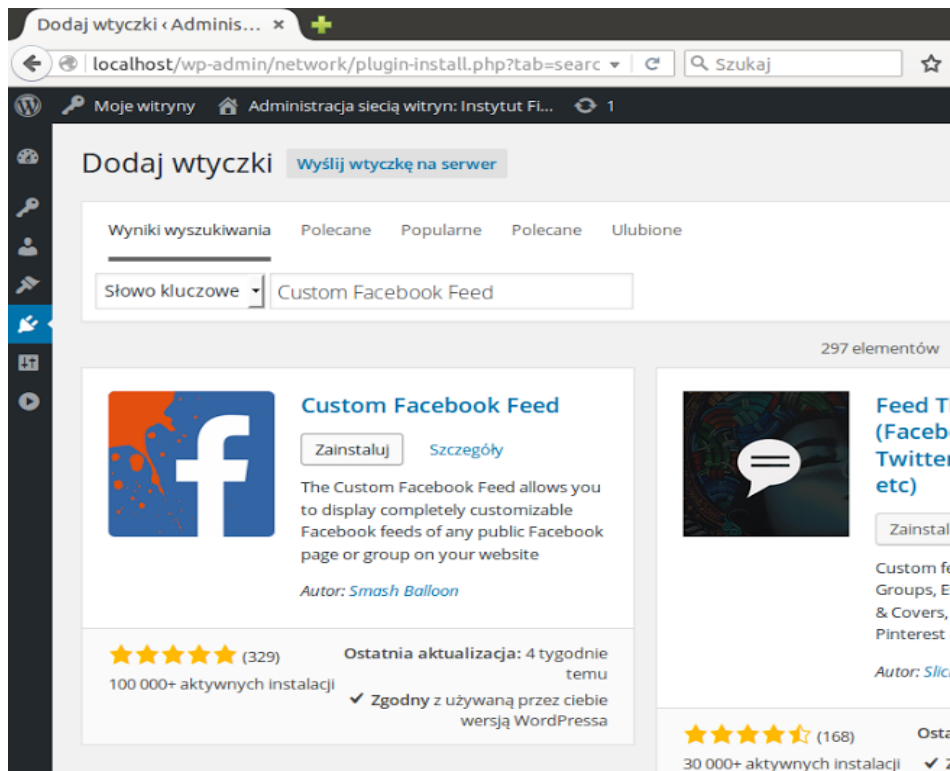 Dodaj wtyczki ‹ Adminis...
localhost/wp-admin/network/plugin-install.php?tab=searc
Szukaj
Moje witryny
Administracja siecią witryn: Instytut Fi...
1
Dodaj wtyczki
Wyślij wtyczkę na serwer
Wyniki wyszukiwania Polecane Popularne Polecane Ulubione
Słowo kluczowe
Custom Facebook Feed
297 elementów
Custom Facebook Feed
Zainstaluj
Szczegóły
The Custom Facebook Feed allows you
to display completely customizable
Facebook feeds of any public Facebook
page or group on your website
Autor: Smash Balloon
(329)
100 000+ aktywnych instalacji
Ostatnia aktualizacja: 4 tygodnie
temu
✔ Zgodny z używaną przez ciebie
wersją WordPressa
Feed
(Faceb
Twitter
etc)
Zainstal
Custom fe
Groups, E
& Covers,
Pinterest
Autor: Slic
(168)
30 000+ aktywnych instalacji
Osta